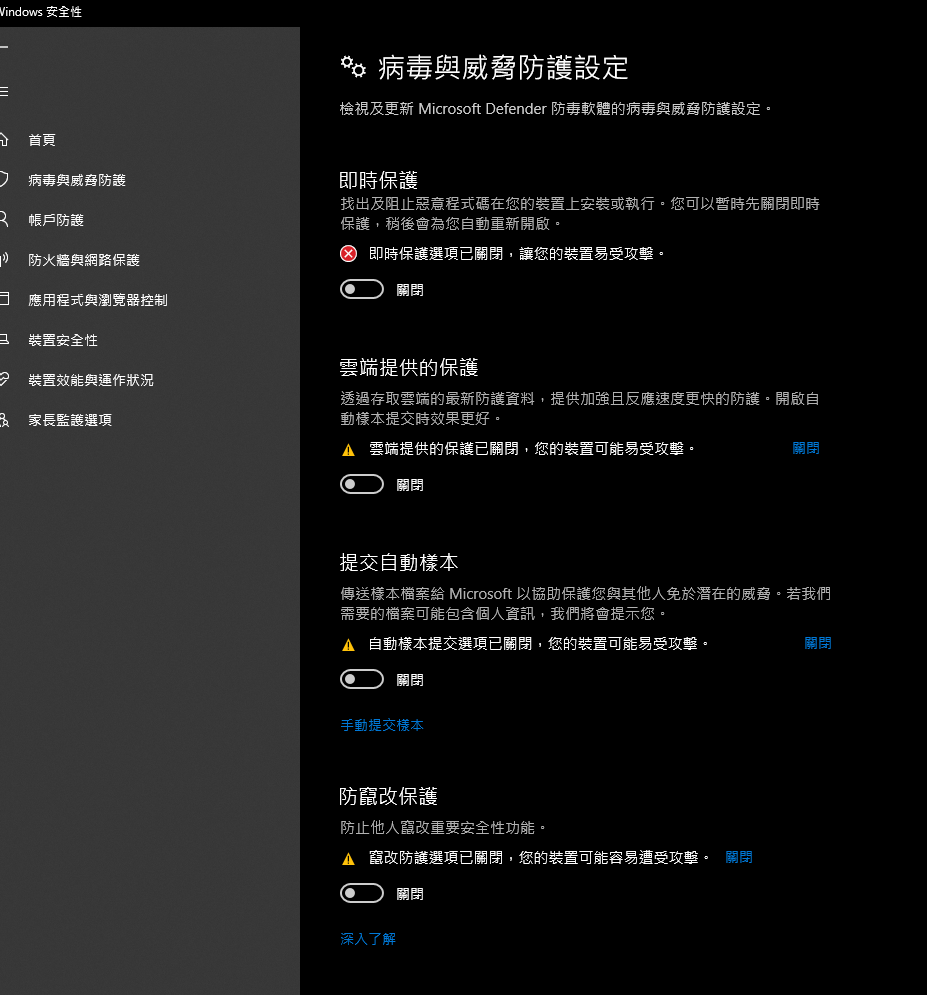 Windows 安全性
首頁
病毒與威脅防護
帳戶防護
防火牆與網路保護
應用程式與瀏覽器控制
裝置安全性
裝置效能與運作狀況
家長監護選項
病毒與威脅防護設定
檢視及更新 Microsoft Defender 防毒軟體的病毒與威脅防護設定。
即時保護
找出及阻止惡意程式碼在您的裝置上安裝或執行。您可以暫時先關閉即時
保護，稍後會為您自動重新開啟。
即時保護選項已關閉，讓您的裝置易受攻擊。
關閉
雲端提供的保護
透過存取雲端的最新防護資料，提供加強且反應速度更快的防護。開啟自
動樣本提交時效果更好。
雲端提供的保護已關閉，您的裝置可能易受攻擊。 關閉
關閉
提交自動樣本
傳送樣本檔案給 Microsoft 以協助保護您與其他人免於潛在的威脅。若我們
需要的檔案可能包含個人資訊，我們將會提示您。
自動樣本提交選項已關閉，您的裝置可能易受攻擊。 關閉
關閉
手動提交樣本
防竄改保護
防止他人竄改重要安全性功能。
竄改防護選項已關閉，您的裝置可能容易遭受攻擊。 關閉
關閉
深入了解